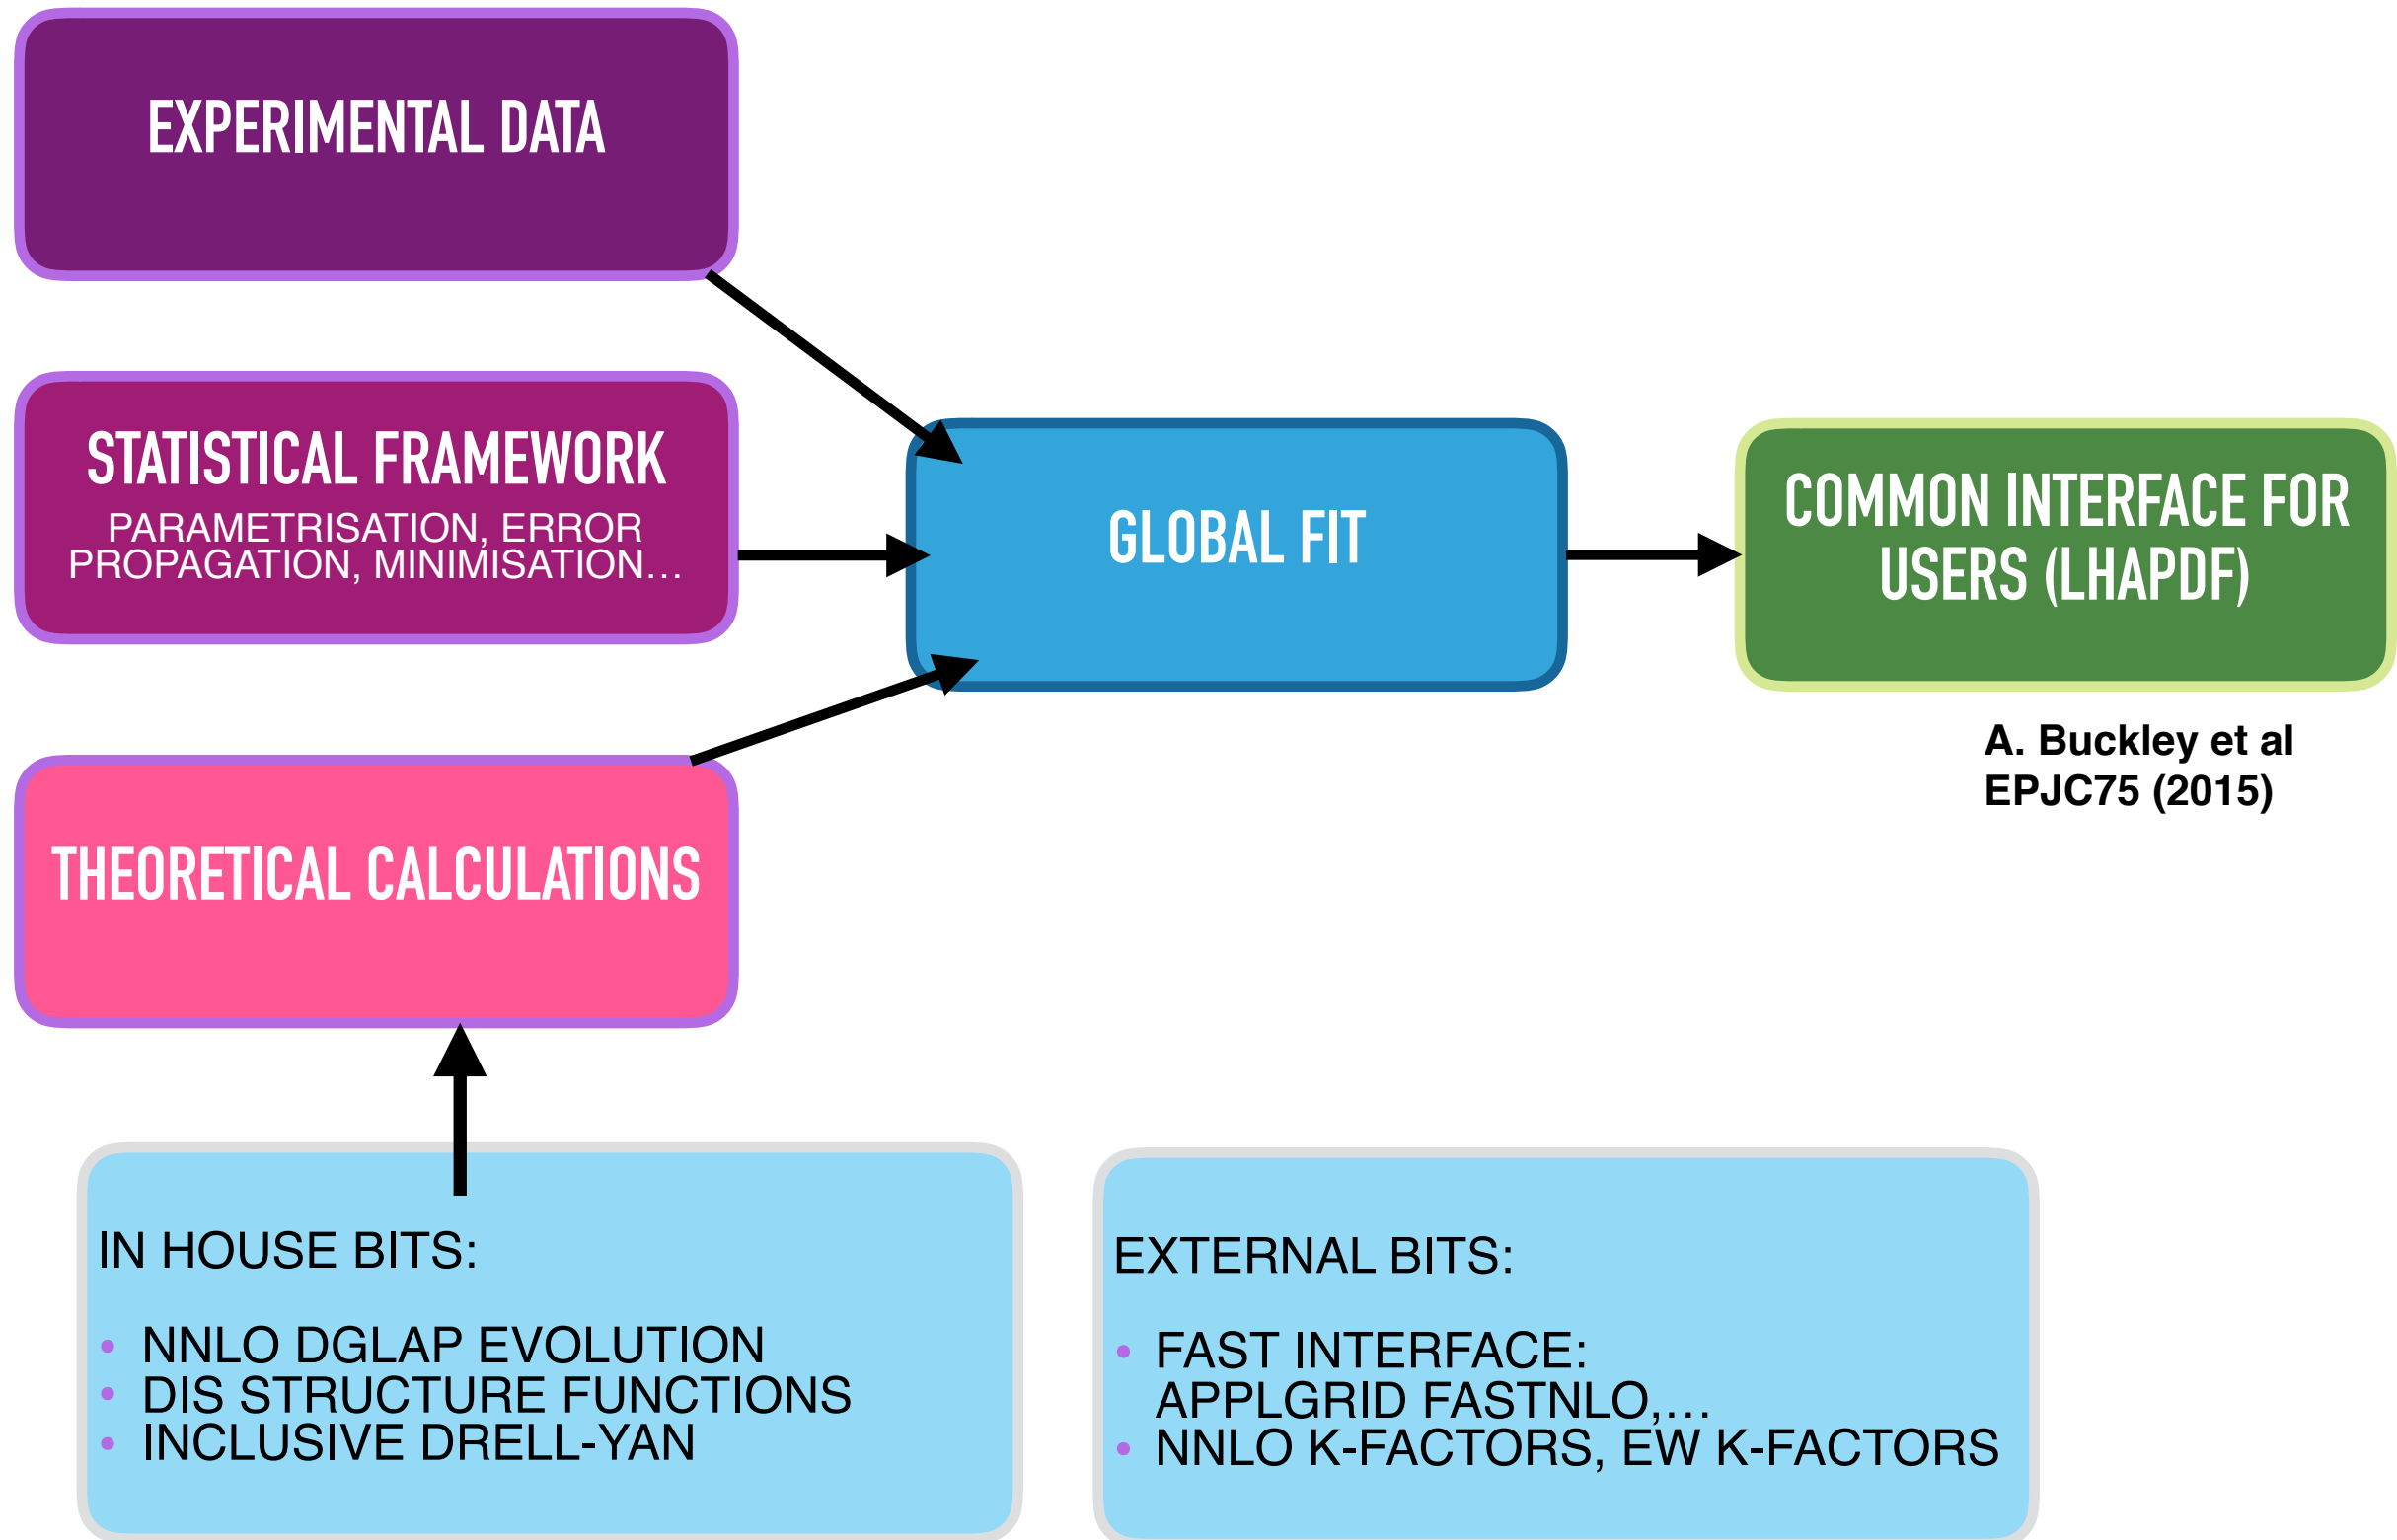 EXPERIMENTAL DATA
STATISTICAL FRAMEWORK
PARAMETRISATION, ERROR
PROPAGATION, MINIMISATION…
GLOBAL FIT
COMMON INTERFACE FOR
USERS (LHAPDF)
A. Buckley et al
EPJC75 (2015)
THEORETICAL CALCULATIONS
IN HOUSE BITS:
• NNLO DGLAP EVOLUTION
• DIS STRUCTURE FUNCTIONS
• INCLUSIVE DRELL-YAN
EXTERNAL BITS:
• FAST INTERFACE:
APPLGRID FASTNLO,…
• NNLO K-FACTORS, EW K-FACTORS